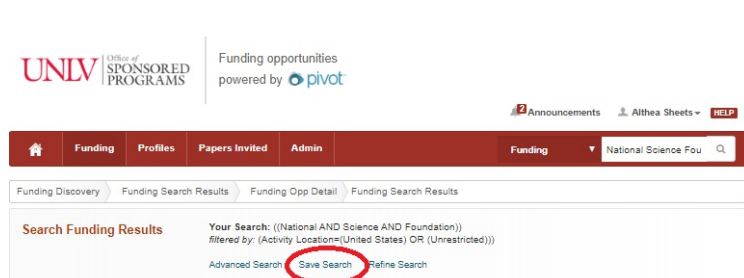 UNLV Office of SPONSORED PROGRAMS
Funding opportunities
powered by pivot
2 Announcements Althea Sheets HELP
Funding Profiles Papers Invited Admin Funding National Science Fou
Funding Discovery Funding Search Results Funding Opp Detail Funding Search Results
Search Funding Results
Your Search: ((National AND Science AND Foundation))
filtered by: (Activity Location=(United States) OR (Unrestricted)))
Advanced Search Save Search Refine Search